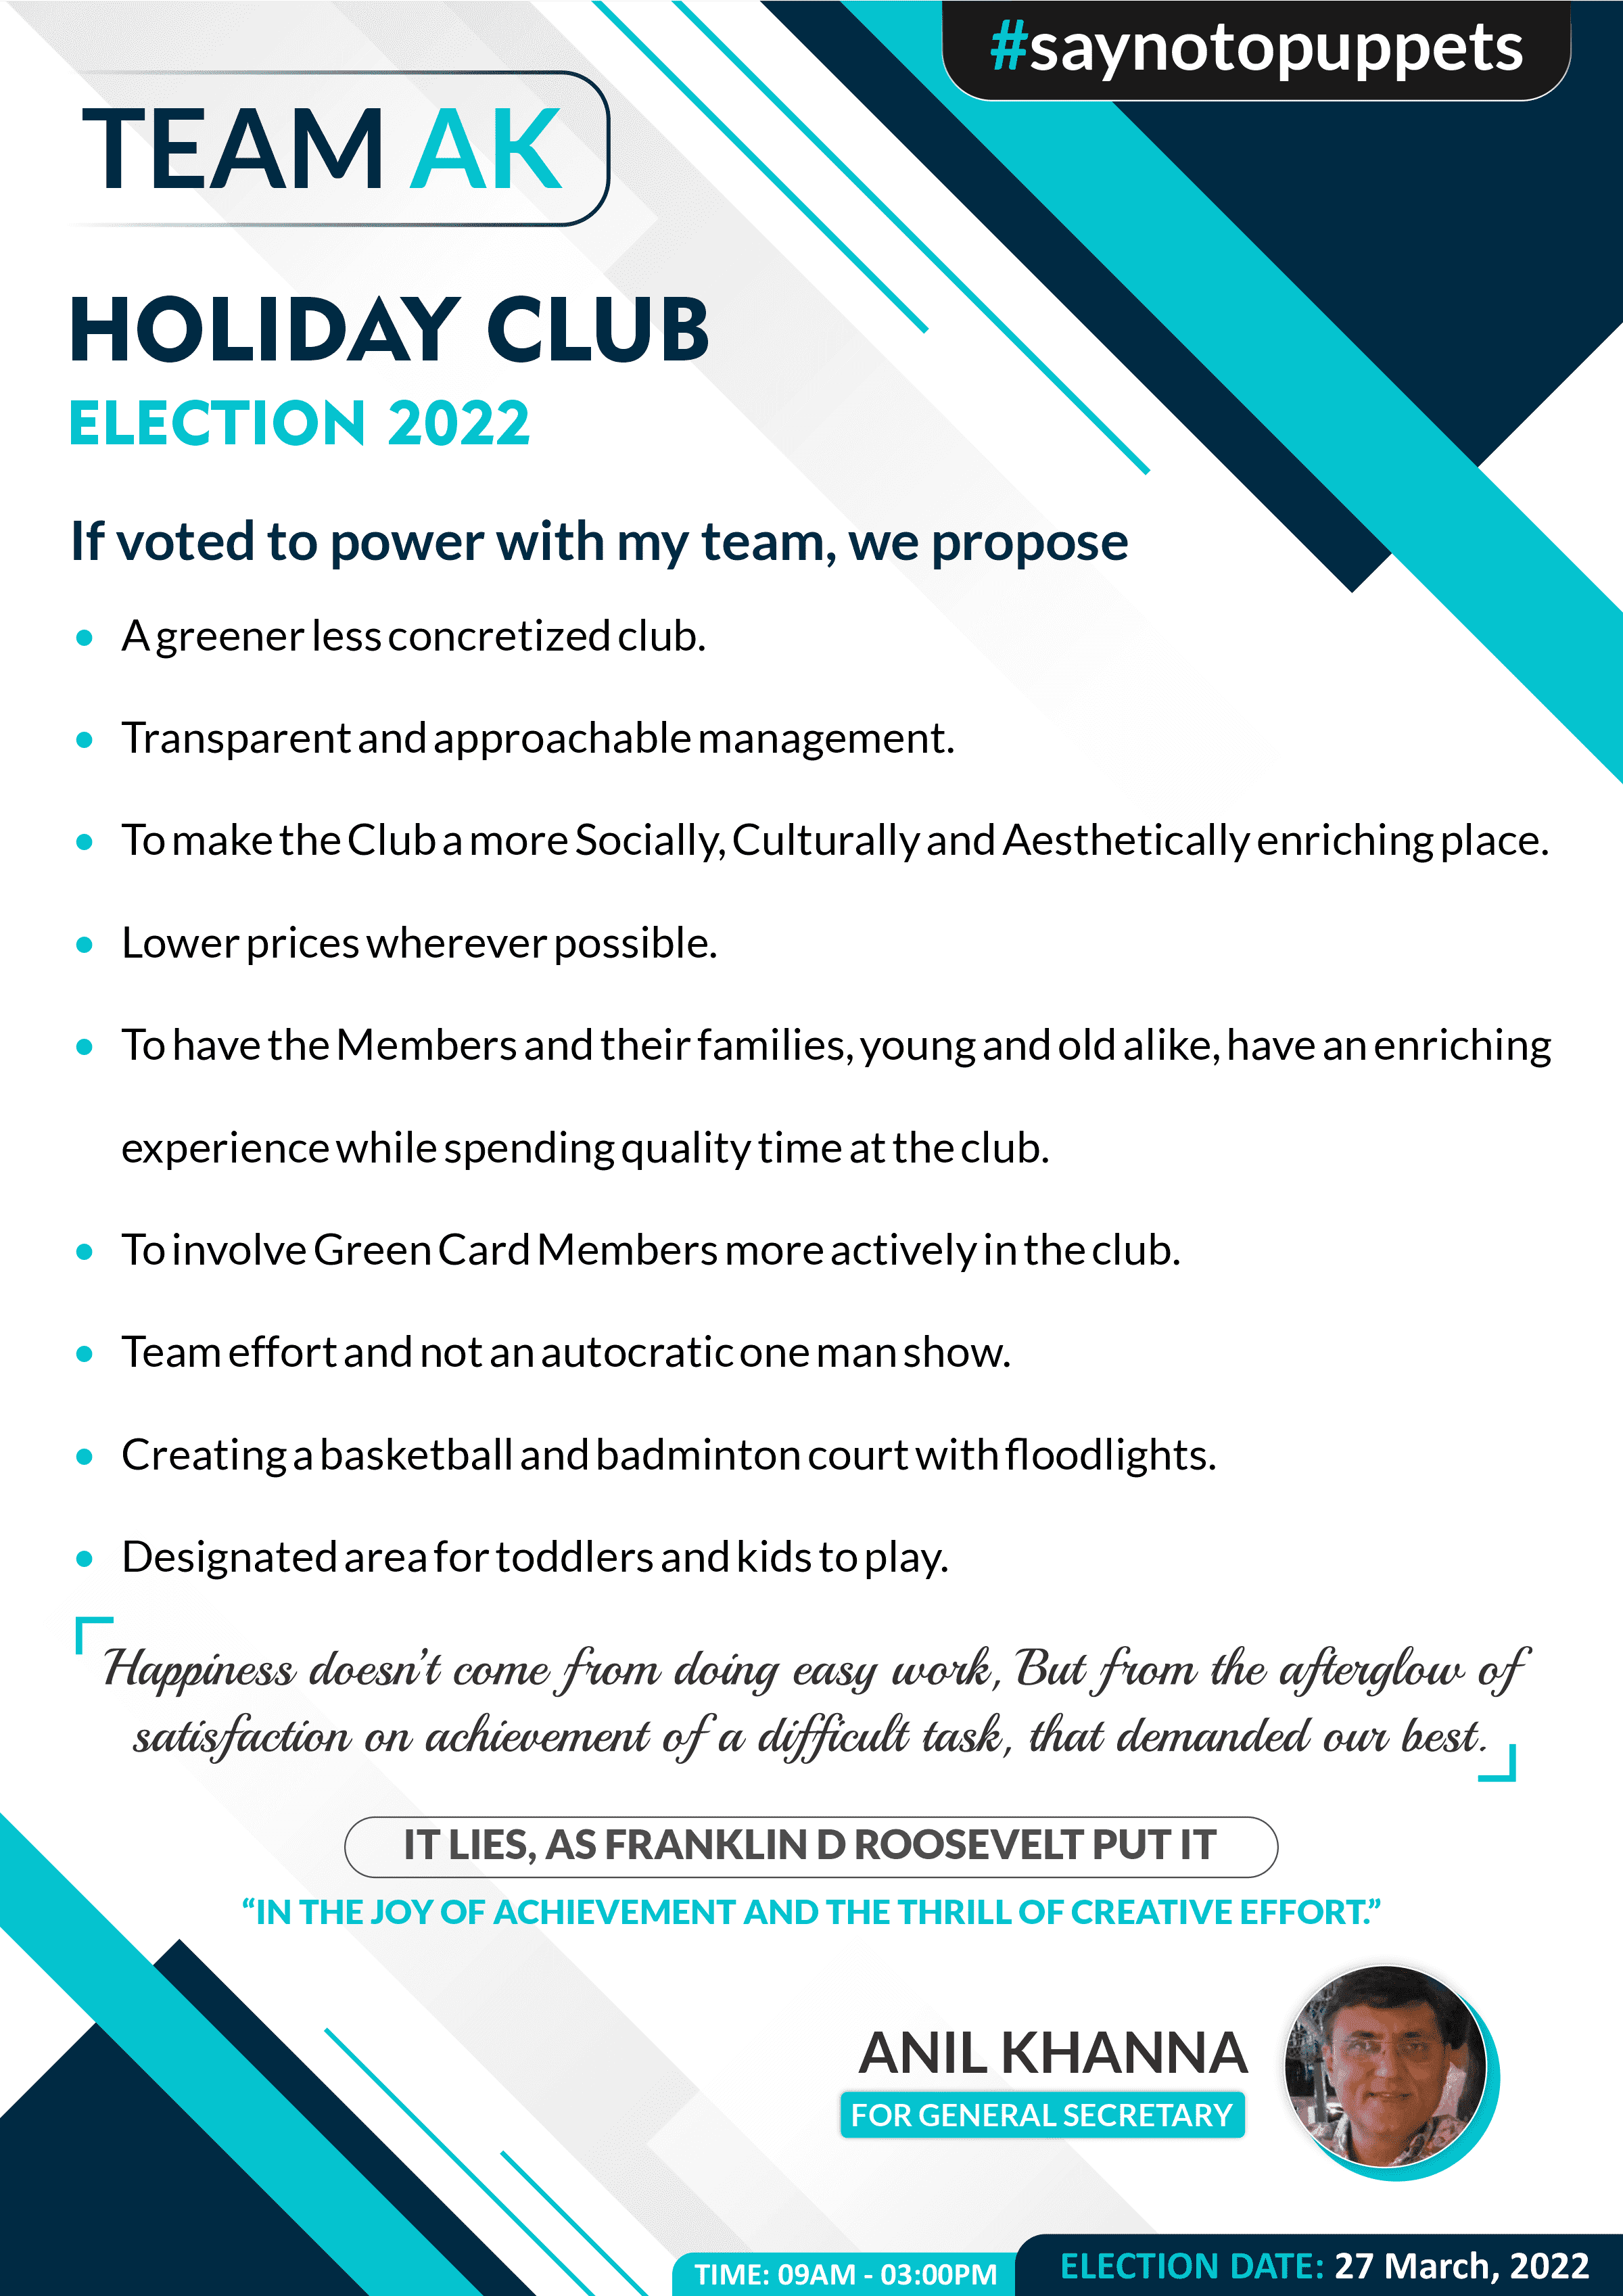 #saynotopuppets
TEAM AK
HOLIDAY CLUB
ELECTION 2022
If voted to power with my team, we propose
• A greener less concretized club.
• Transparent and approachable management.
• To make the Club a more Socially, Culturally and Aesthetically enriching place.
• Lower prices wherever possible.
• To have the Members and their families, young and old alike, have an enriching
experience while spending quality time at the club.
• To involve Green Card Members more actively in the club.
• Team effort and not an autocratic one man show.
• Creating a basketball and badminton court with floodlights.
• Designated area for toddlers and kids to play.
Happiness doesn't come from doing easy work, But from the afterglow of
satisfaction on achievement of a difficult task, that demanded our best.
IT LIES, AS FRANKLIN D ROOSEVELT PUT IT
“IN THE JOY OF ACHIEVEMENT AND THE THRILL OF CREATIVE EFFORT.”
ANIL KHANNA
FOR GENERAL SECRETARY
TIME: 09AM - 03:00PM
ELECTION DATE: 27 March, 2022